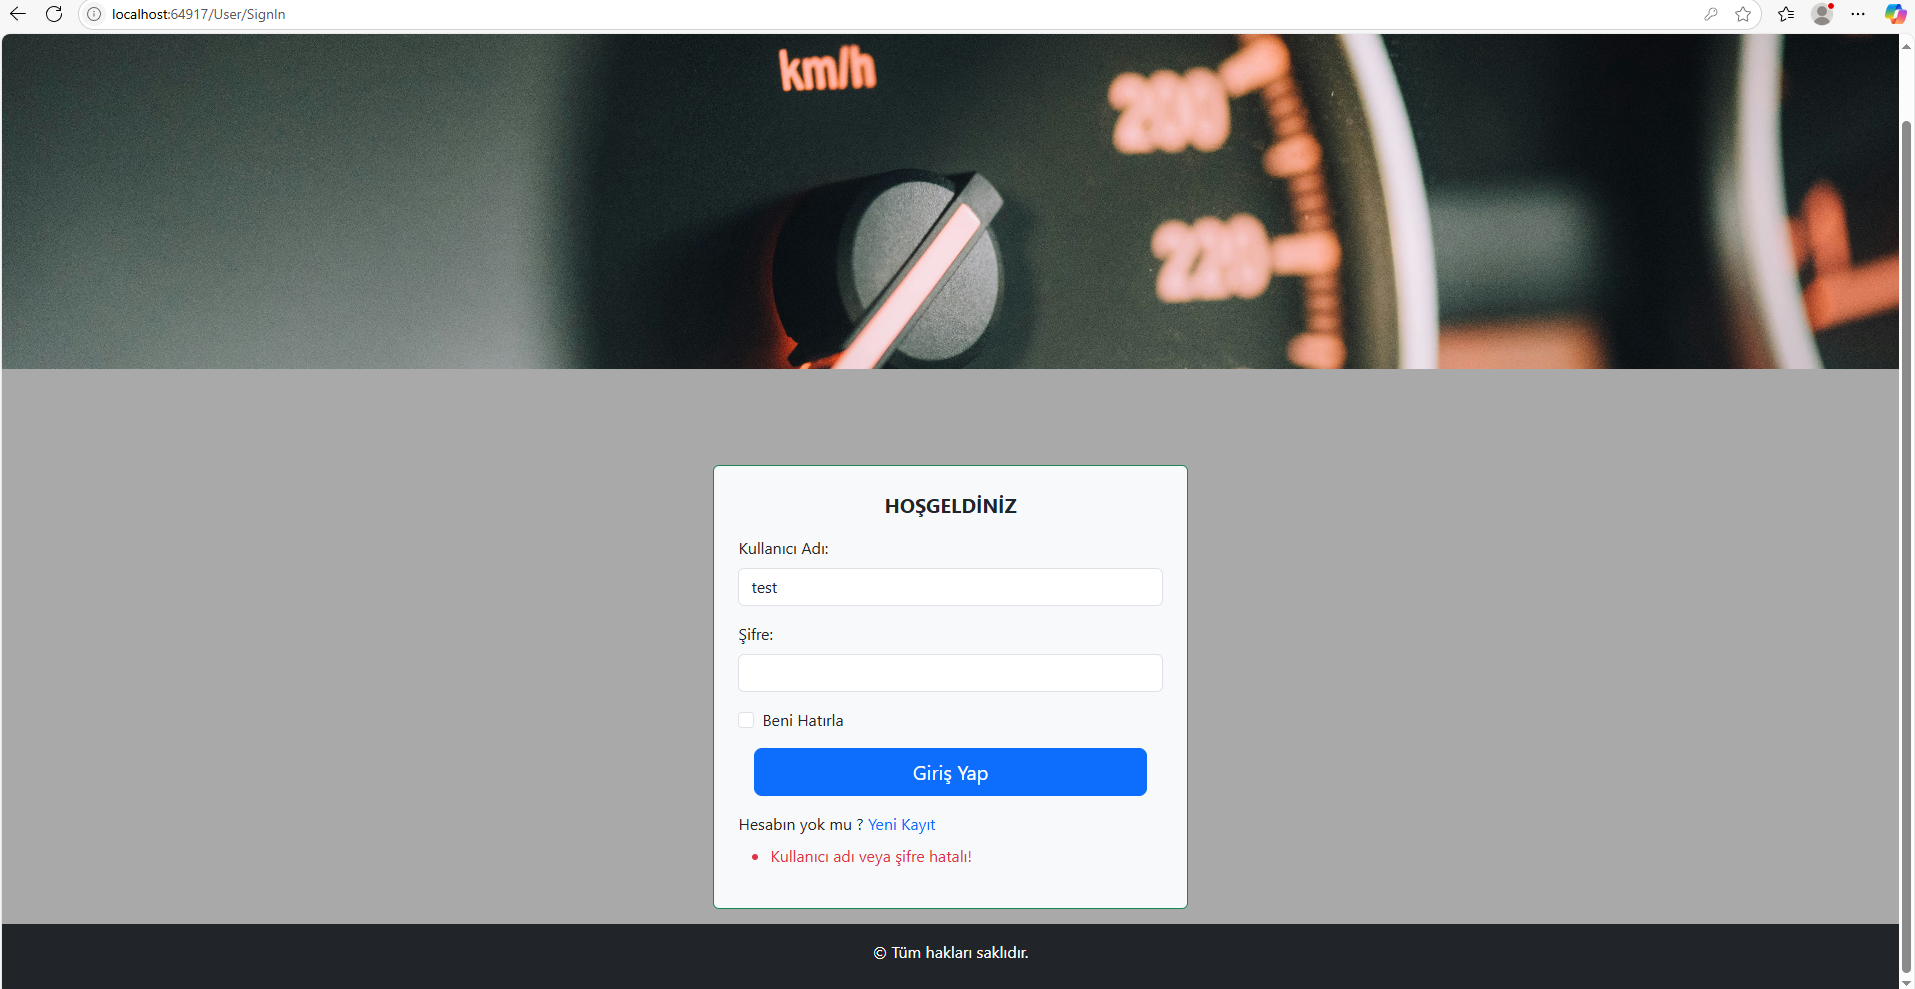 localhost:64917/User/SignIn
km/h
200
220
HOŞGELDİNİZ
Kullanıcı Adı:
test
Şifre:
Beni Hatırla
Giriş Yap
Hesabın yok mu ? Yeni Kayıt
Kullanıcı adı veya şifre hatalı!
© Tüm hakları saklıdır.